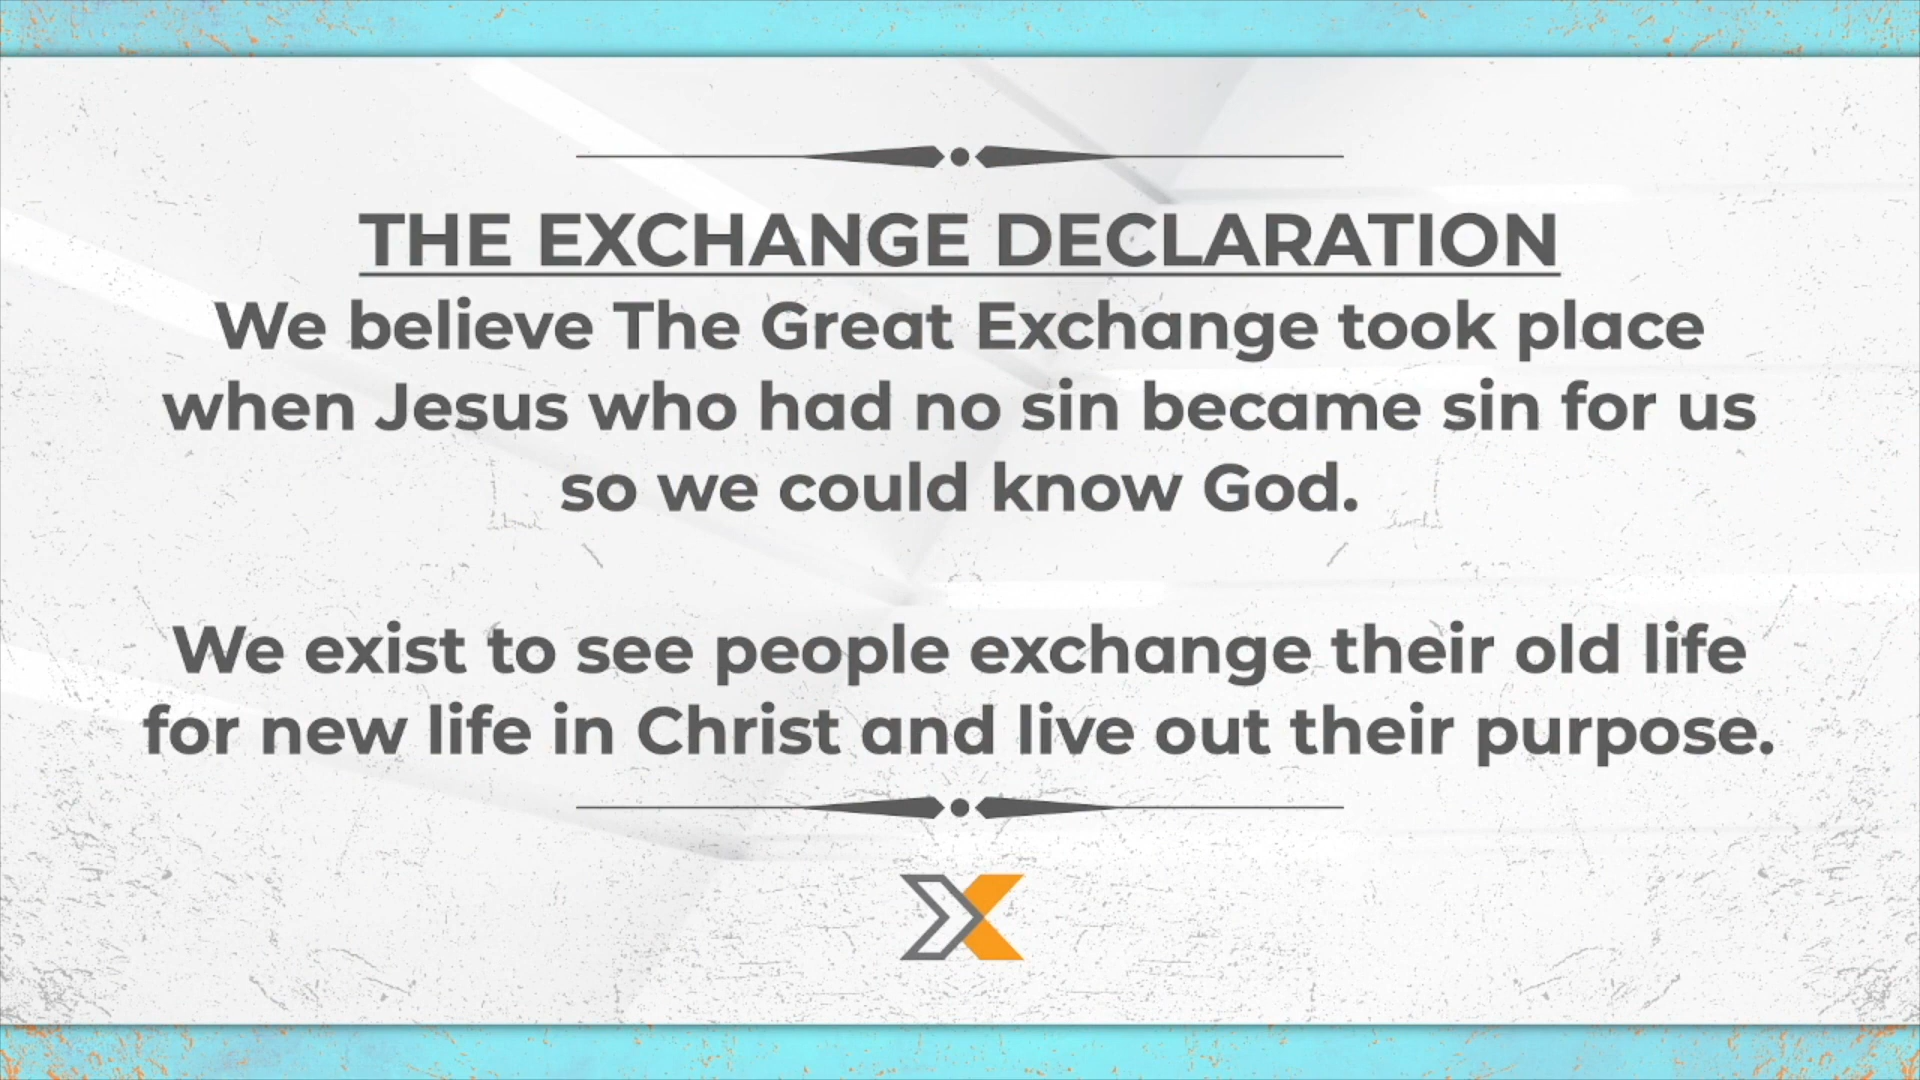 THE EXCHANGE DECLARATION
We believe The Great Exchange took place
when Jesus who had no sin became sin for us
so we could know God.
We exist to see people exchange their old life
for new life in Christ and live out their purpose.